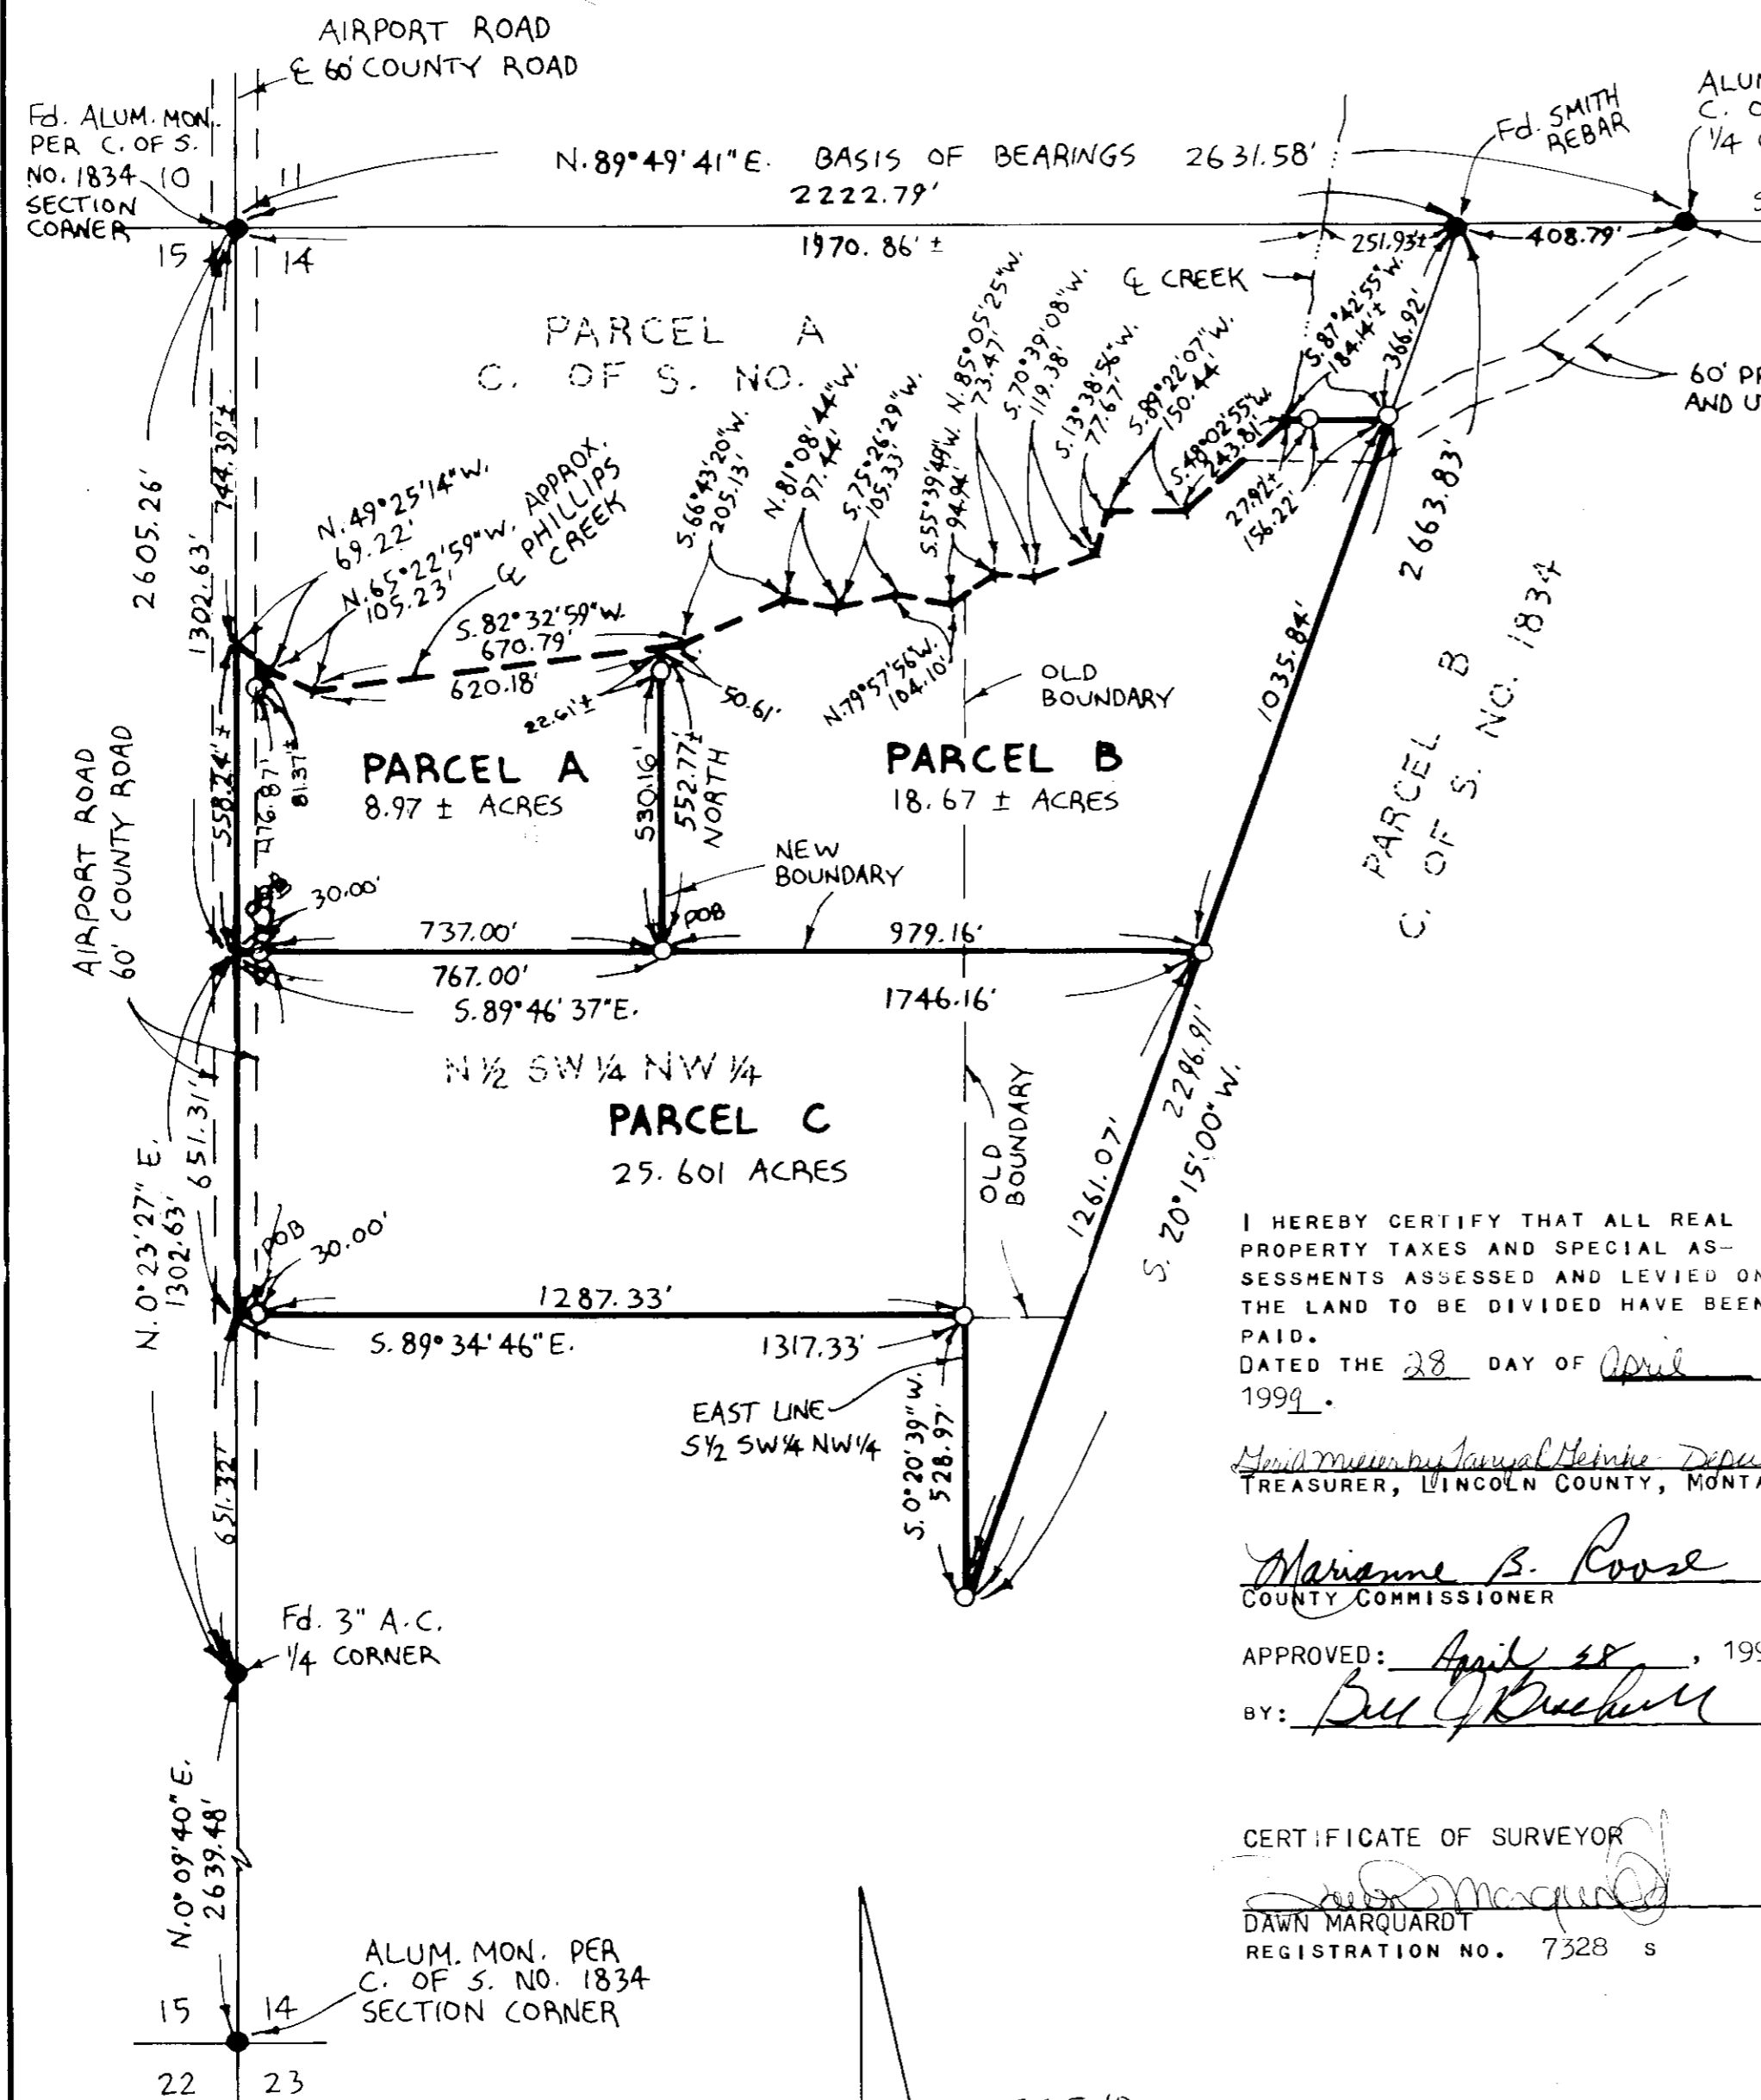 AIRPORT ROAD
℄ 60' COUNTY ROAD
Fd. ALUM. MON.
PER C. OF S.
NO. 1834
SECTION
CORNER
10
11
15
14
N. 89° 49' 41" E. BASIS OF BEARINGS 2631.58'
2222.79'
1970.86' ±
251.93' ±
408.79'
Fd. SMITH
REBAR
C. O
1/4
PARCEL A
C. OF S. NO.
℄ CREEK
S. 87° 42' 55" W.
184.14' ±
366.92'
60' PR
AND U
2605.26'
1302.63'
744.39' ±
N. 49° 25' 14" W.
69.22'
N. 65° 22' 59" W.
105.23'
APPROX.
℄ PHILLIPS
CREEK
S. 82° 32' 59" W.
670.79'
620.18'
S. 66° 43' 20" W.
205.13'
N. 81° 08' 44" W.
97.44'
S. 75° 26' 29" W.
105.33'
S. 55° 39' 49" W.
94.94'
N. 85° 05' 25" W.
73.47'
S. 70° 39' 08" W.
119.38'
S. 13° 38' 56" W.
77.67'
S. 89° 22' 07" W.
150.44'
S. 48° 02' 55" W.
243.81'
27.92' ±
156.22'
N. 79° 57' 56" W.
104.10'
22.61' ±
50.61'
OLD
BOUNDARY
2663.83'
1035.84'
PARCEL B
C. OF S. NO. 1834
AIRPORT ROAD
60' COUNTY ROAD
558.24' ±
476.87'
81.37' ±
PARCEL A
8.97 ± ACRES
530.16'
552.77' ±
NORTH
PARCEL B
18.67 ± ACRES
NEW
BOUNDARY
POB
30.00'
POB
737.00'
979.16'
767.00'
1746.16'
S. 89° 46' 37" E.
N 1/2 SW 1/4 NW 1/4
PARCEL C
25.601 ACRES
OLD
BOUNDARY
2296.91'
S. 20° 15' 00" W.
1261.07'
651.31'
N. 0° 23' 27" E.
1302.63'
POB
30.00'
1287.33'
S. 89° 34' 46" E.
1317.33'
EAST LINE
S 1/2 SW 1/4 NW 1/4
S. 0° 20' 39" W.
528.97'
651.32'
Fd. 3" A.C.
1/4 CORNER
N. 0° 09' 40" E.
2639.48'
ALUM. MON. PER
C. OF S. NO. 1834
SECTION CORNER
15
14
22
23
I HEREBY CERTIFY THAT ALL REAL
PROPERTY TAXES AND SPECIAL AS-
SESSMENTS ASSESSED AND LEVIED ON
THE LAND TO BE DIVIDED HAVE BEEN
PAID.
DATED THE 28 DAY OF April
1999.
TREASURER, LINCOLN COUNTY, MONTA
Marianne B. Roose
COUNTY COMMISSIONER
APPROVED: April 28, 199
BY: Bill
CERTIFICATE OF SURVEYOR
Dawn Marquardt
DAWN MARQUARDT
REGISTRATION NO. 7328 S